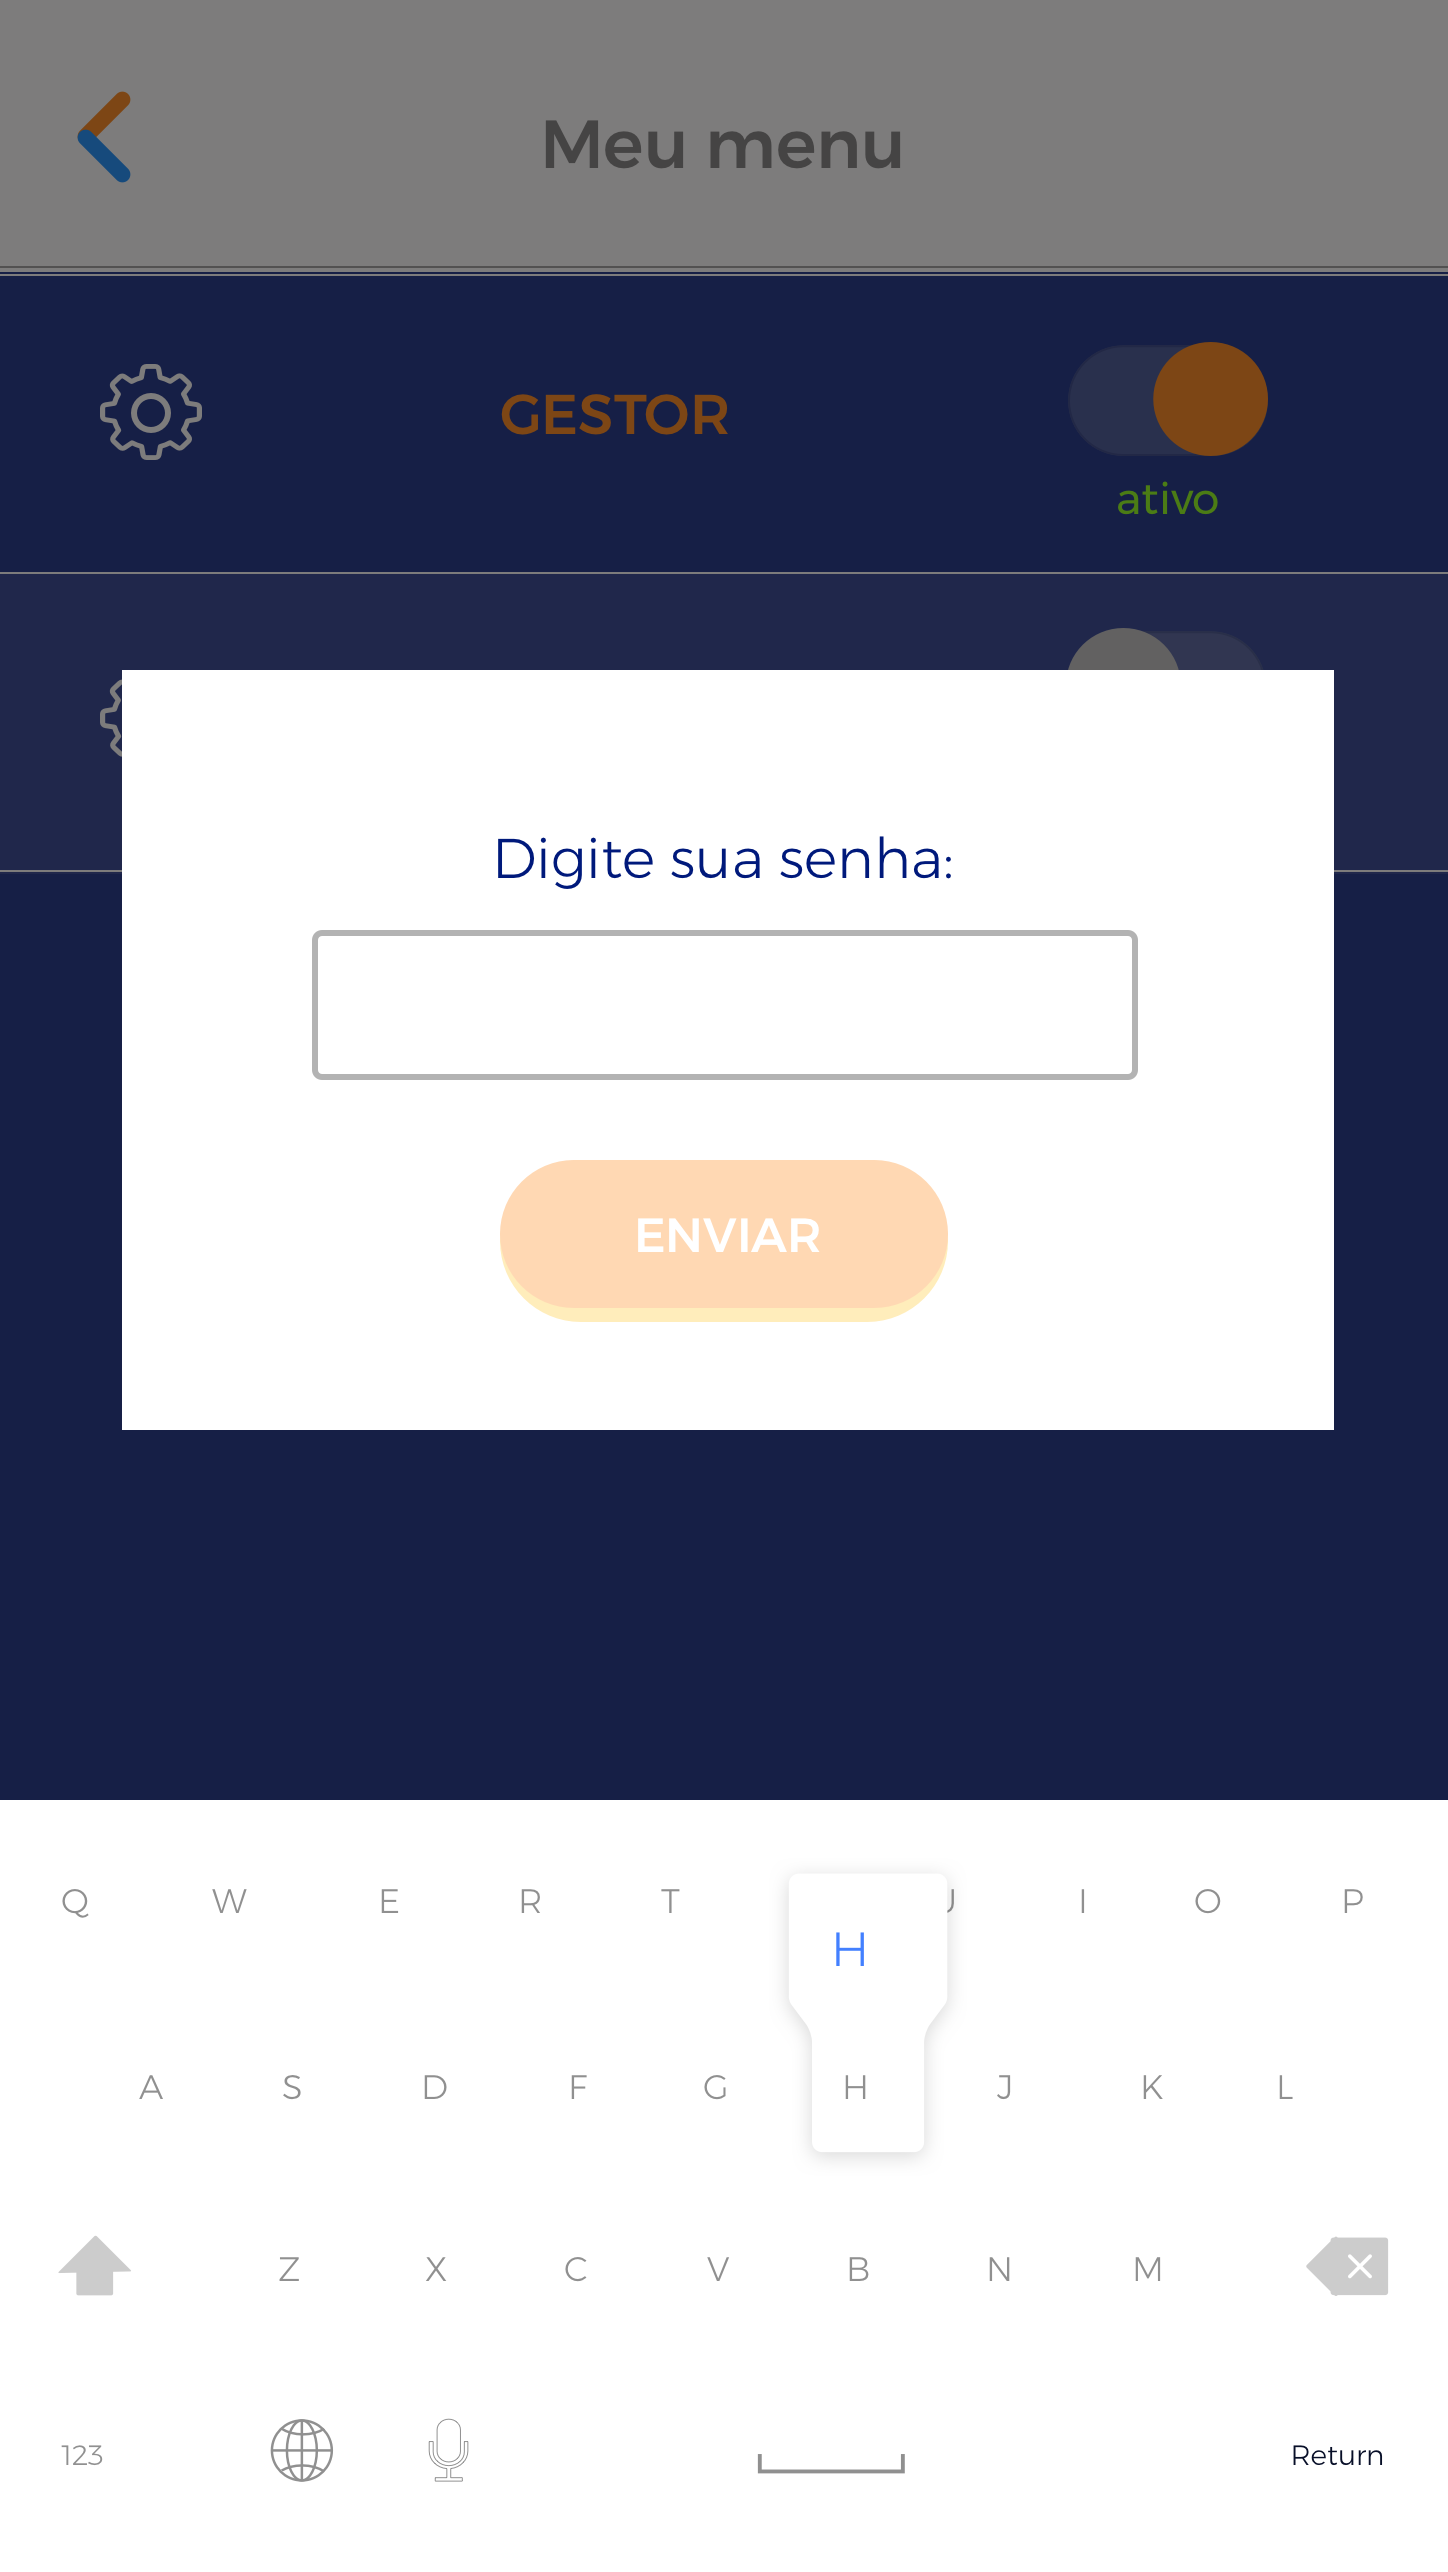 Meu menu
GESTOR
ativo
Digite sua senha:
ENVIAR
Q W E R T U I O P
H
A S D F G H J K L
Z X C V B N M
123 Return